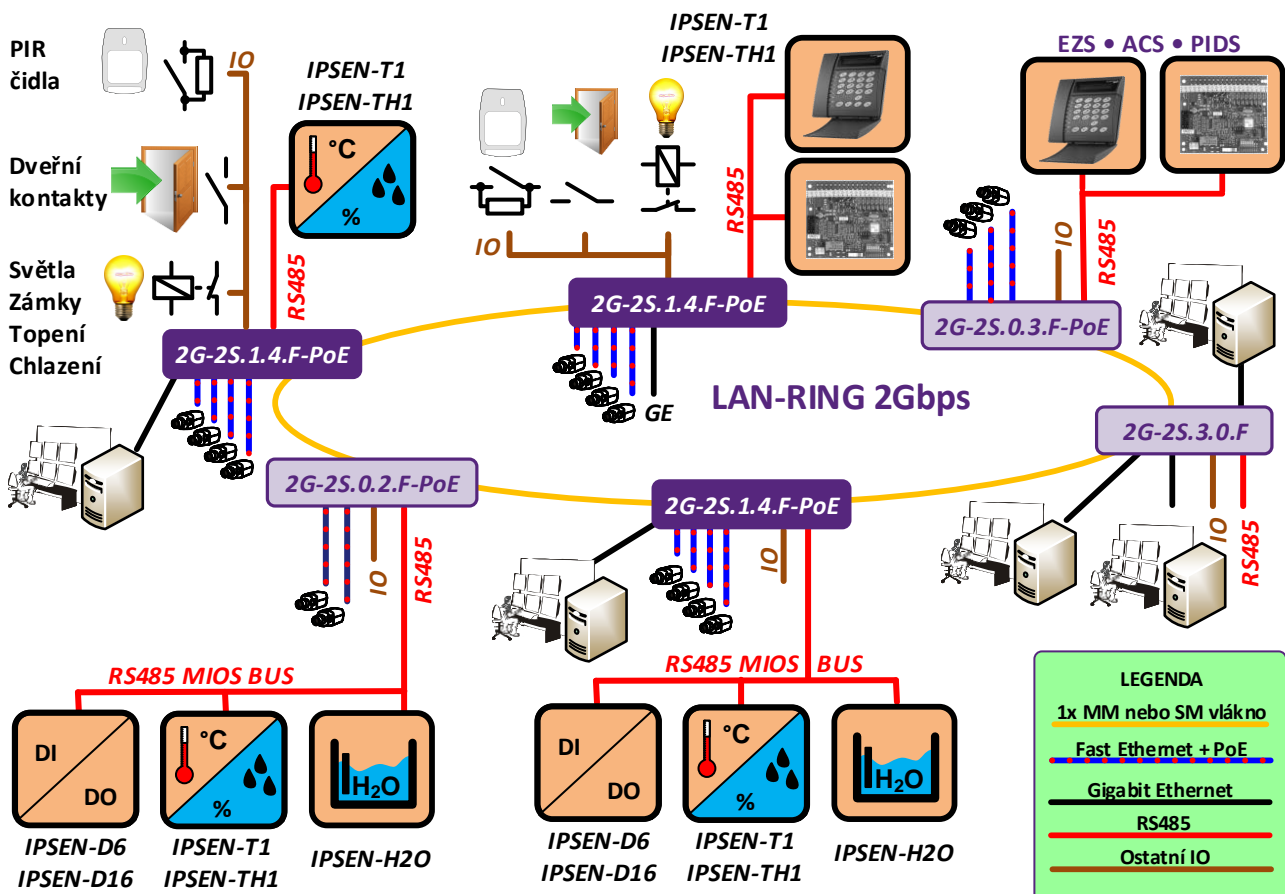 PIR
čidla
IO
IPSEN-T1
IPSEN-TH1
°C
%
Dveřní
kontakty
Světla
Zámky
Topení
Chlazení
RS485
2G-2S.1.4.F-PoE
IPSEN-T1
IPSEN-TH1
IO
RS485
2G-2S.1.4.F-PoE
GE
EZS • ACS • PIDS
IO
RS485
2G-2S.0.3.F-PoE
LAN-RING 2Gbps
2G-2S.3.0.F
IO
RS485
2G-2S.0.2.F-PoE
IO
RS485
2G-2S.1.4.F-PoE
IO
RS485 MIOS BUS
DI
DO
°C
%
H2O
IPSEN-D6
IPSEN-D16
IPSEN-T1
IPSEN-TH1
IPSEN-H2O
RS485 MIOS BUS
DI
DO
°C
%
H2O
IPSEN-D6
IPSEN-D16
IPSEN-T1
IPSEN-TH1
IPSEN-H2O
LEGENDA
1x MM nebo SM vlákno
Fast Ethernet + PoE
Gigabit Ethernet
RS485
Ostatní IO